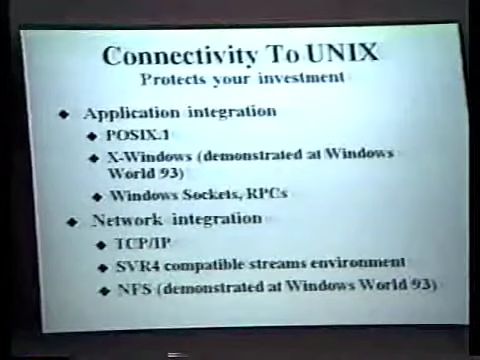 Connectivity To UNIX
Protects your investment
◆ Application integration
◆ POSIX.1
◆ X-Windows (demonstrated at Windows
World 93)
◆ Windows Sockets, RPCs
◆ Network integration
◆ TCP/IP
◆ SVR4 compatible streams environment
◆ NFS (demonstrated at Windows World 93)